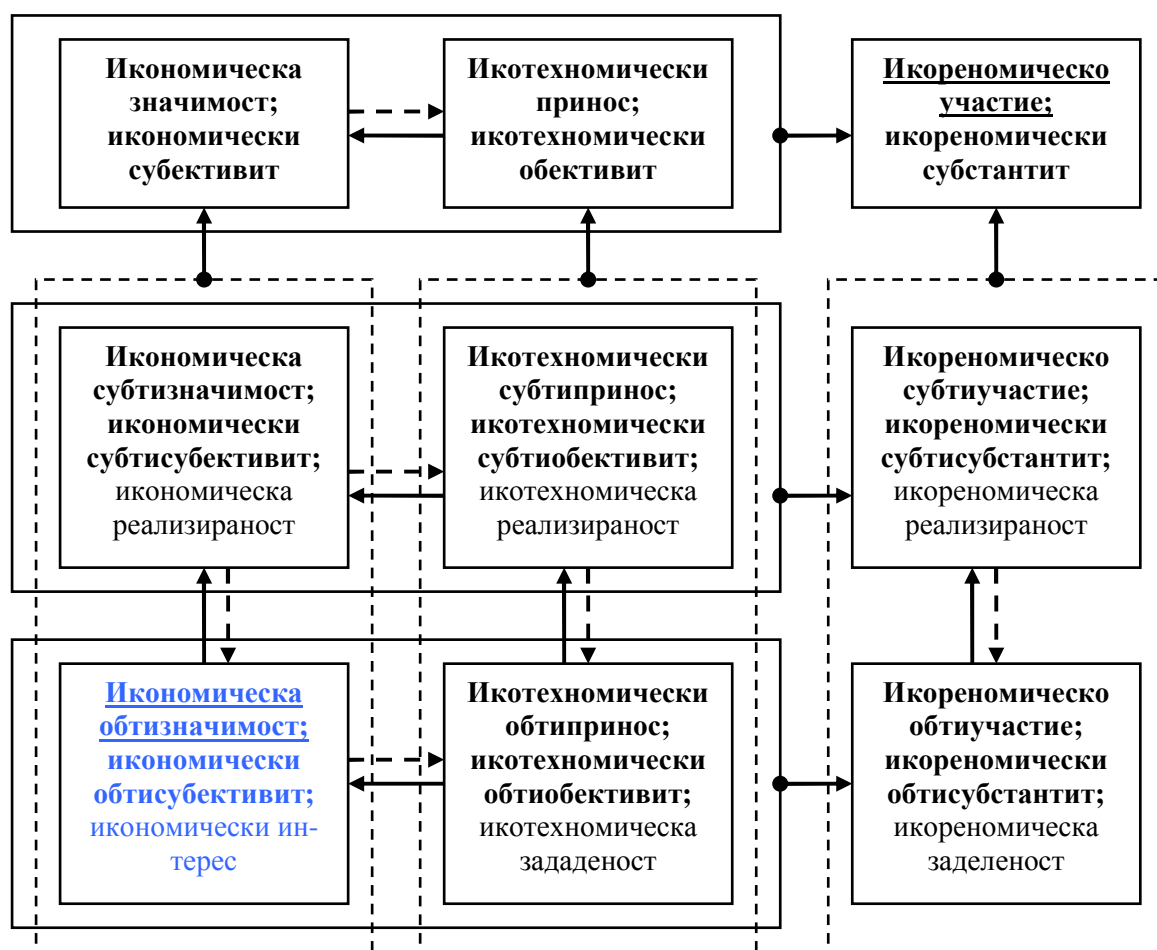 Икономическа
значимост;
икономически
субективит
Икотехномически
принос;
икотехномически
обективит
Икореномическо
участие;
икореномически
субстантит
Икономическа
субтизначимост;
икономически
субтисубективит;
икономическа
реализираност
Икотехномически
субтипринос;
икотехномически
субтиобективит;
икотехномическа
реализираност
Икореномическо
субтиучастие;
икореномически
субтисубстантит;
икореномическа
реализираност
Икономическа
обтизначимост;
икономически
обтисубективит;
икономически ин-
терес
Икотехномически
обтипринос;
икотехномически
обтиобективит;
икотехномическа
зададеност
Икореномическо
обтиучастие;
икореномически
обтисубстантит;
икореномическа
заделеност